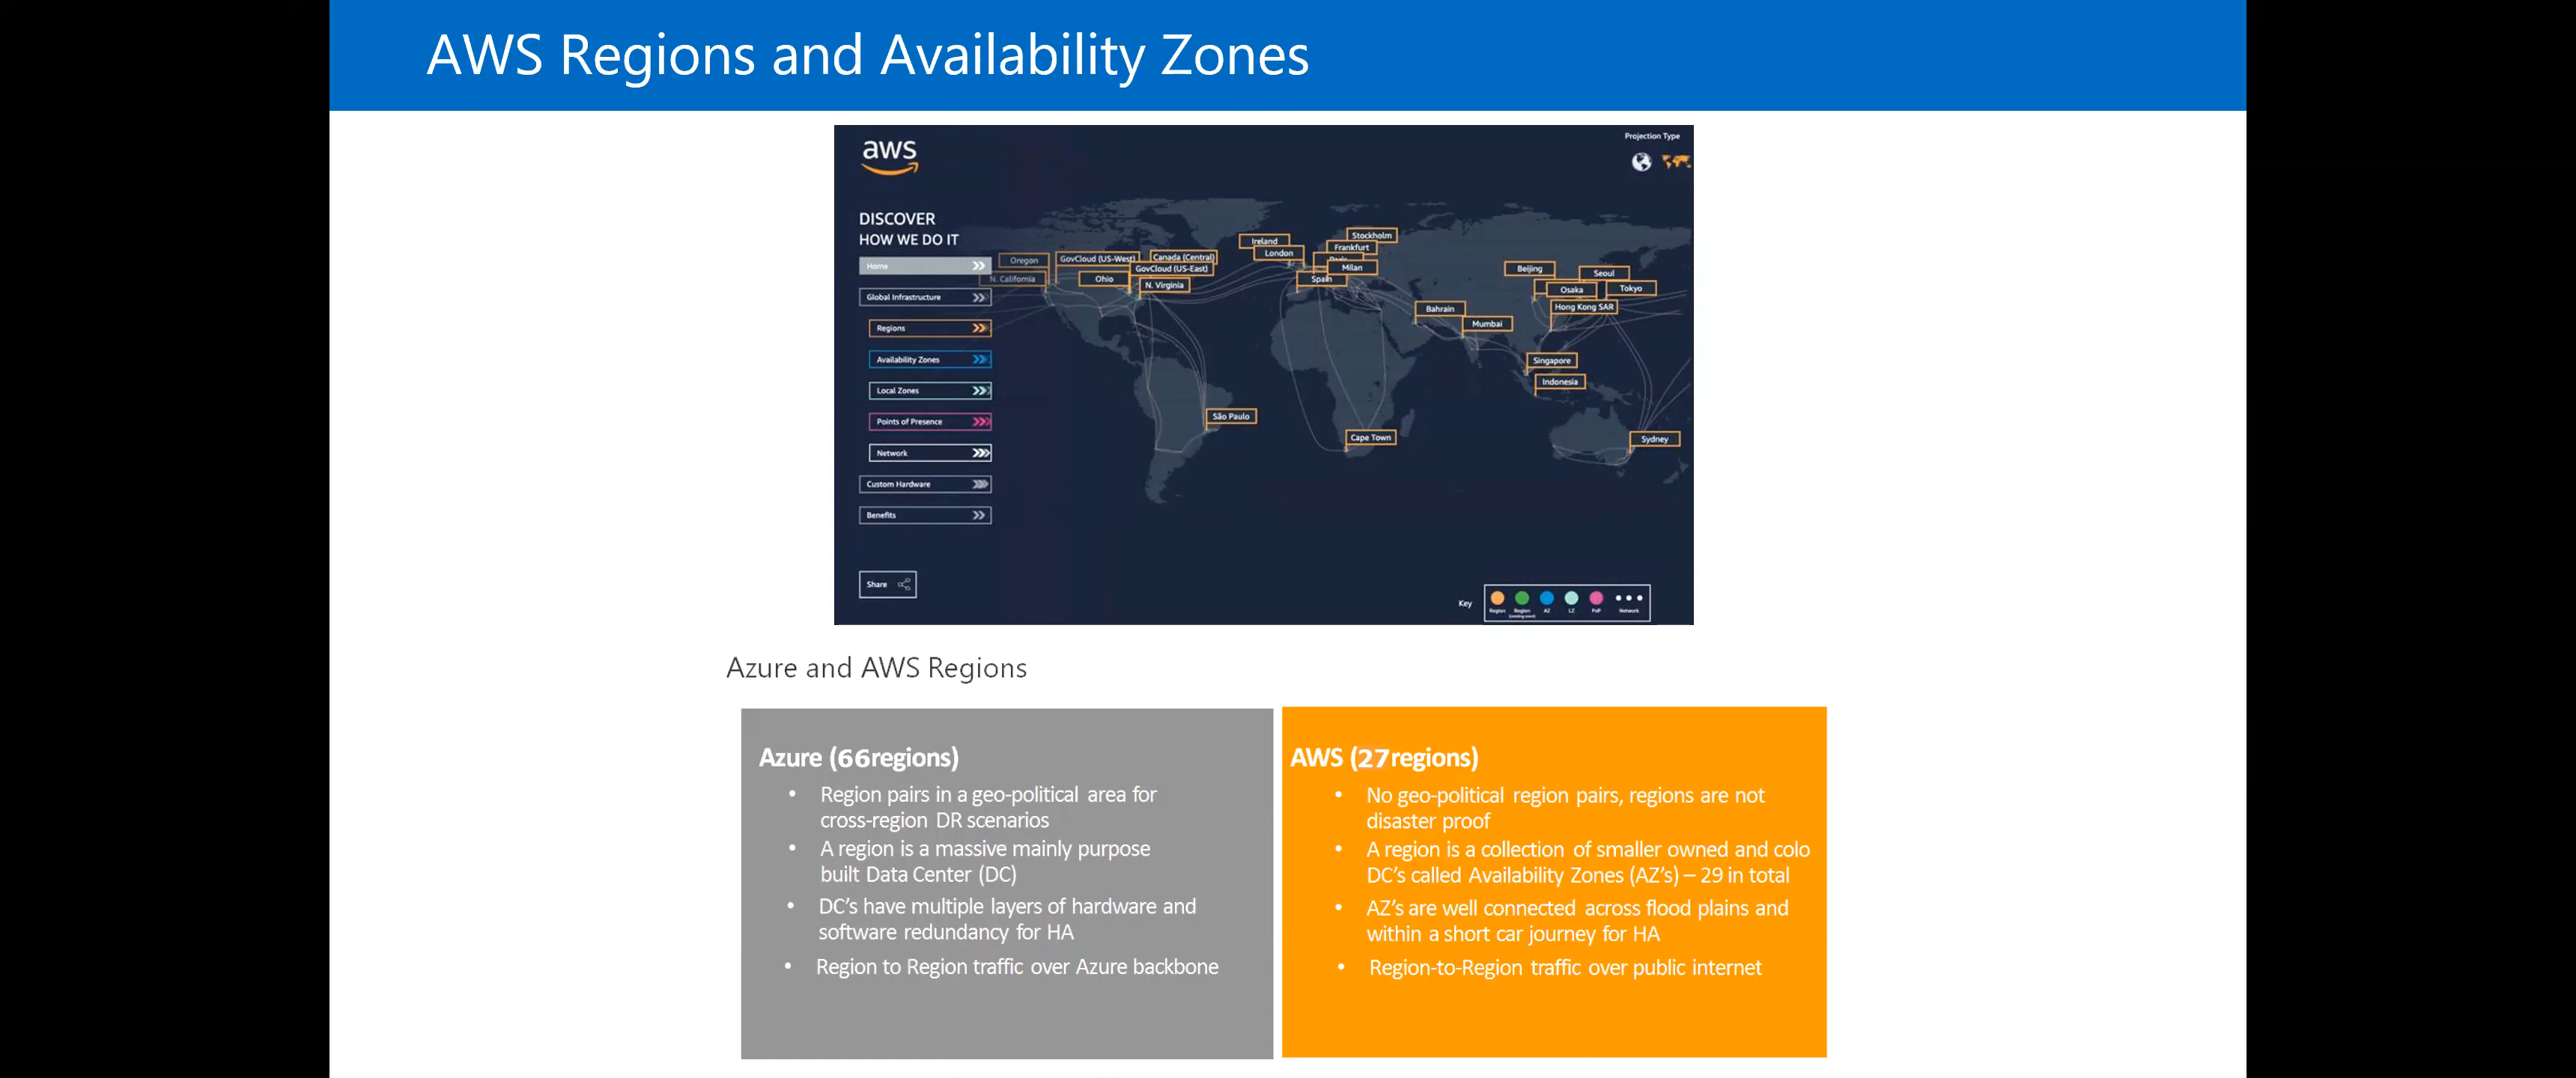 AWS Regions and Availability Zones
aws
Projection Type
DISCOVER
HOW WE DO IT
Home
Global Infrastructure
Regions
Availability Zones
Local Zones
Points of Presence
Network
Custom Hardware
Benefits
Share
Oregon
N. California
GovCloud (US-West)
Canada (Central)
GovCloud (US-East)
Ohio
N. Virginia
São Paulo
Ireland
London
Stockholm
Frankfurt
Milan
Spain
Cape Town
Bahrain
Mumbai
Beijing
Seoul
Osaka
Tokyo
Hong Kong SAR
Singapore
Indonesia
Sydney
Key
Region
Region
(coming soon)
AZ
LZ
PoP
Network
Azure and AWS Regions
Azure (66regions)
• Region pairs in a geo-political area for
cross-region DR scenarios
• A region is a massive mainly purpose
built Data Center (DC)
• DC's have multiple layers of hardware and
software redundancy for HA
• Region to Region traffic over Azure backbone
AWS (27regions)
• No geo-political region pairs, regions are not
disaster proof
• A region is a collection of smaller owned and colo
DC's called Availability Zones (AZ's) – 29 in total
• AZ's are well connected across flood plains and
within a short car journey for HA
• Region-to-Region traffic over public internet